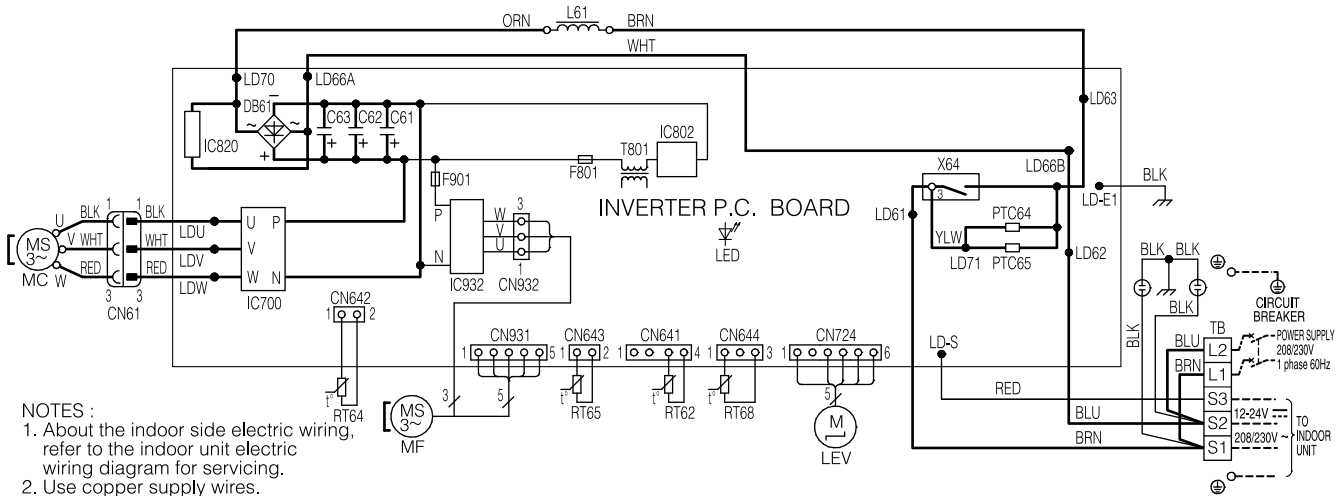 ORN L61 BRN
WHT
LD70 LD66A
LD63
DB61 −
~ ~
+
C63 C62 C61
+ + +
IC820
T801 IC802
F801
F901
X64
3
LD66B
BLK
LD-E1
INVERTER P.C. BOARD
LED
LD61
PTC64
YLW
LD71 PTC65
LD62
U BLK 1 1 BLK LDU U P
MS 3~ V WHT WHT LDV V
MC W RED 3 3 RED LDW W N
CN61
IC700
P
N
IC932
W
V
U
3
1
CN932
BLK BLK
BLK
BLK
CIRCUIT
BREAKER
POWER SUPPLY
208/230V
1 phase 60Hz
TB
BLU L2
BRN L1
S3
S2 12-24V
S1 208/230V ~
TO
INDOOR
UNIT
CN642
1 2
t°
RT64
CN931
1 5
3 5
MS 3~
MF
CN643
1 2
t°
RT65
CN641
1 4
t°
RT62
CN644
1 3
t°
RT68
CN724
1 6
5
M
LEV
LD-S
RED
BLU
BRN
NOTES :
1. About the indoor side electric wiring,
refer to the indoor unit electric
wiring diagram for servicing.
2. Use copper supply wires.